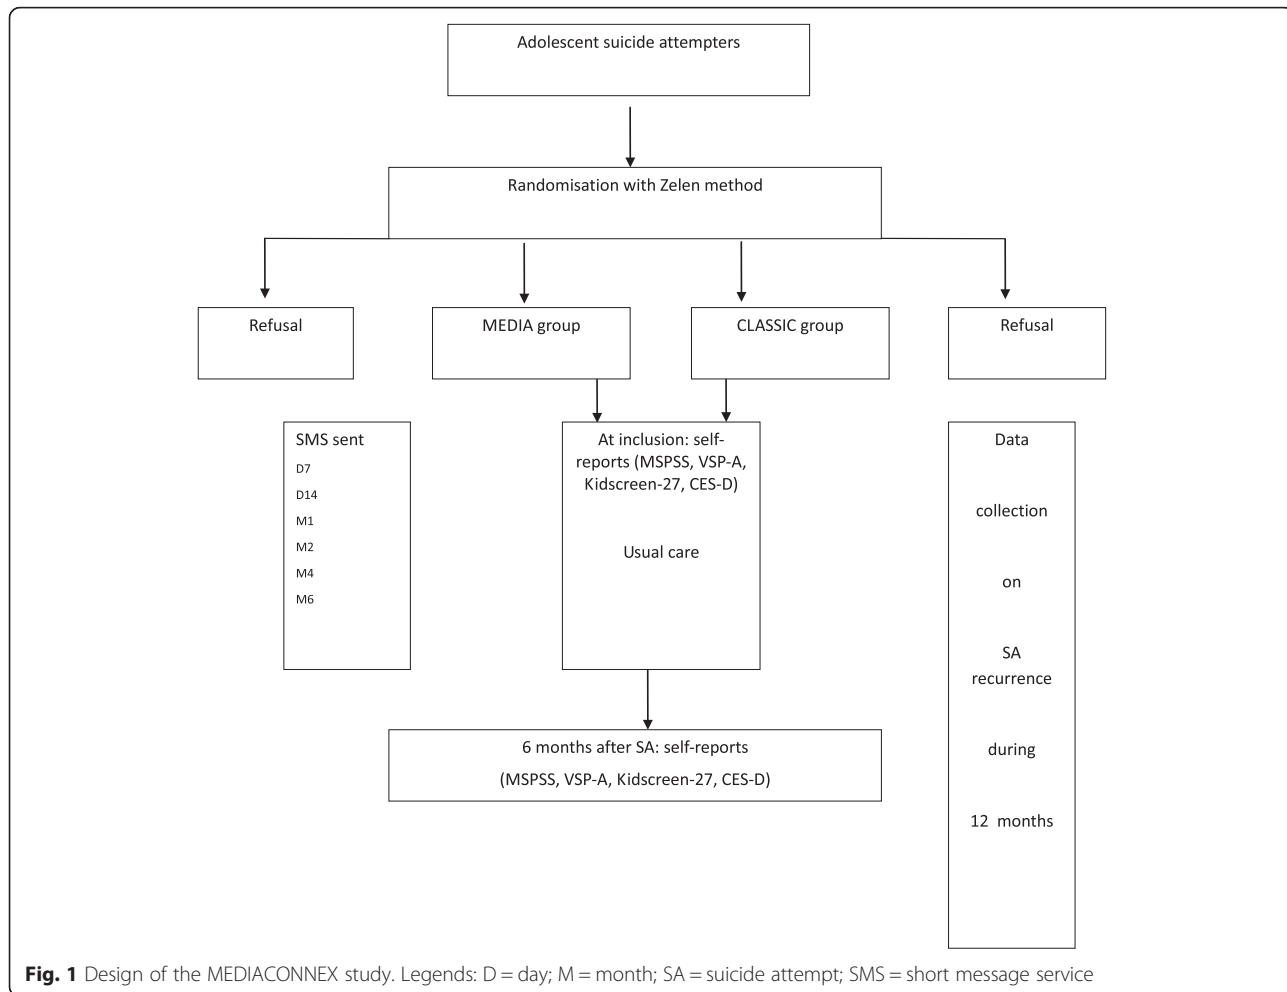 Adolescent suicide attempters
Randomisation with Zelen method
Refusal
MEDIA group
CLASSIC group
Refusal
SMS sent
D7
D14
M1
M2
M4
M6
At inclusion: self-
reports (MSPSS, VSP-A,
Kidscreen-27, CES-D)
Usual care
Data
collection
on
SA
recurrence
during
12 months
6 months after SA: self-reports
(MSPSS, VSP-A, Kidscreen-27, CES-D)
Fig. 1 Design of the MEDIACONNEX study. Legends: D = day; M = month; SA = suicide attempt; SMS = short message service